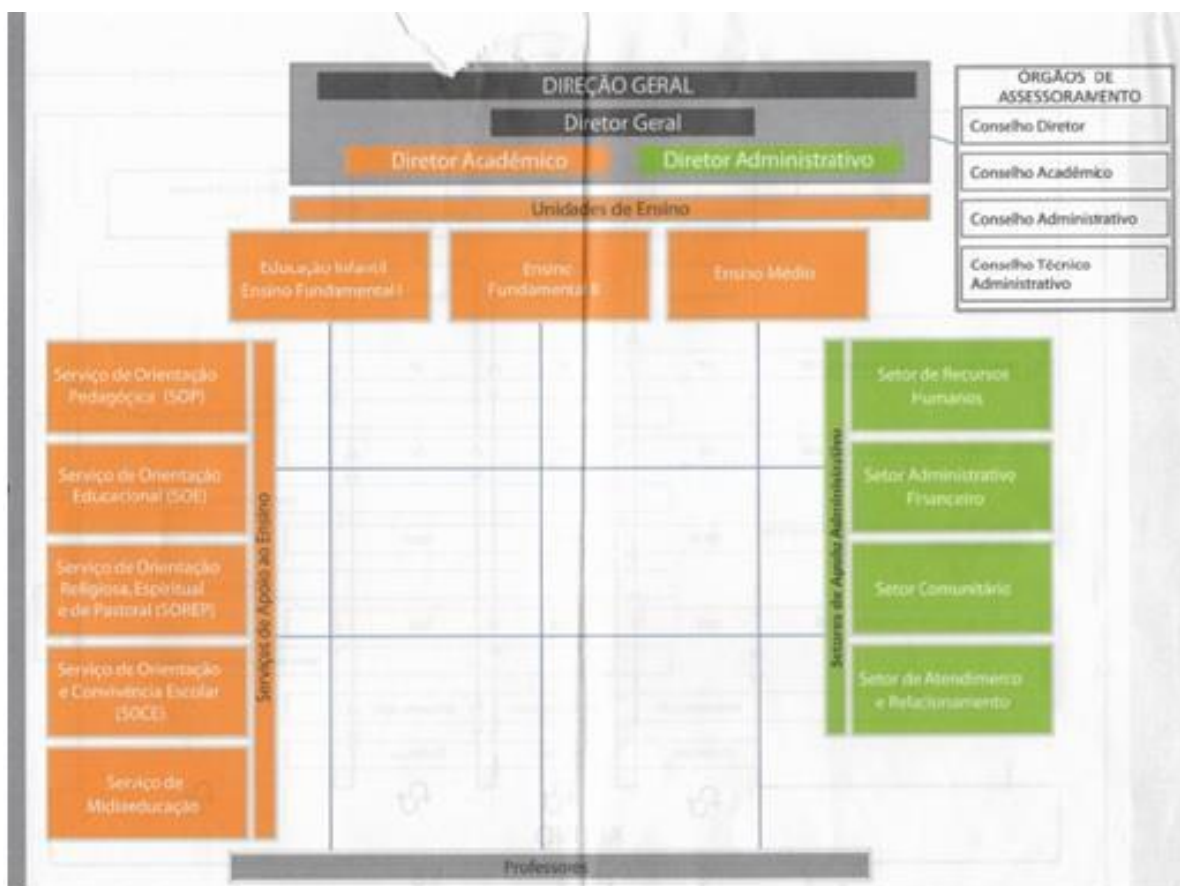 DIREÇÃO GERAL
Diretor Geral
Diretor Acadêmico
Diretor Administrativo
ÓRGÃOS DE
ASSESSORAMENTO
Conselho Diretor
Conselho Acadêmico
Conselho Administrativo
Conselho Técnico
Administrativo
Unidades de Ensino
Educação Infantil
Ensino Fundamental I
Ensino
Fundamental II
Ensino Médio
Serviço de Orientação
Pedagógica (SOP)
Serviço de Orientação
Educacional (SOE)
Serviço de Orientação
Religiosa, Espiritual
e de Pastoral (SOREP)
Serviço de Orientação
e Convivência Escolar
(SOCE)
Serviço de
Midiaeducação
Serviços de Apoio ao Ensino
Setores de Apoio Administrativo
Setor de Recursos
Humanos
Setor Administrativo
Financeiro
Setor Comunitário
Setor de Atendimento
e Relacionamento
Professores